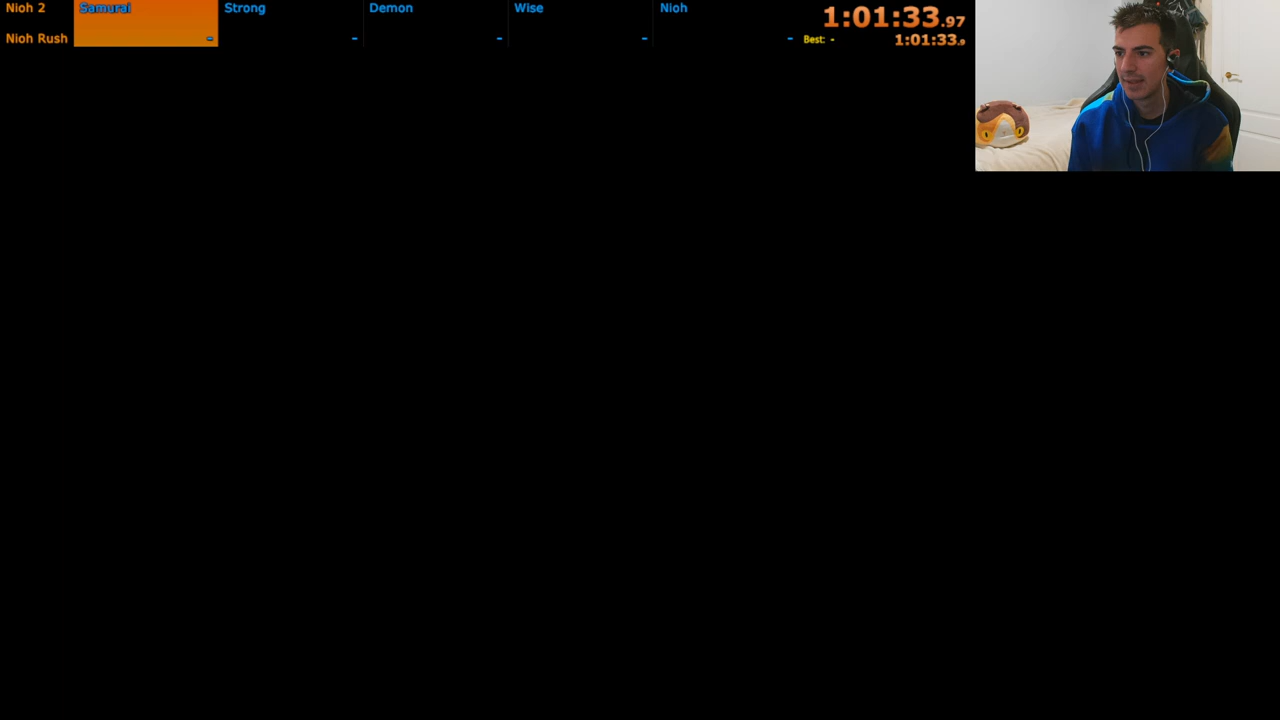 Nioh 2 Samurai Strong Demon Wise Nioh 1:01:33.97
Nioh Rush - - - - - Best: - 1:01:33.9